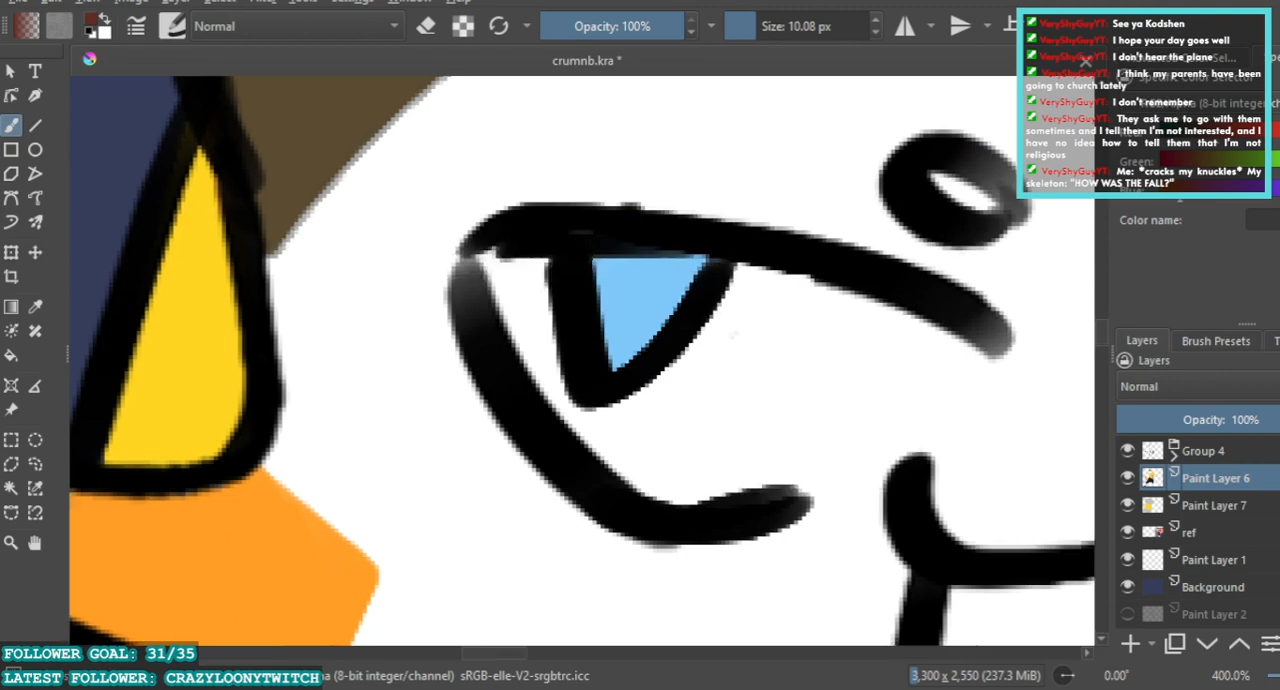 Normal
Opacity: 100%
Size: 10.08 px
crumnb.kra *
VeryShyGuyYT: See ya Kodshen
VeryShyGuyYT: I hope your day goes well
VeryShyGuyYT: I don't hear the plane
VeryShyGuyYT: I think my parents have been
going to church lately
VeryShyGuyYT: I don't remember
VeryShyGuyYT: They ask me to go with them
sometimes and I tell them I'm not interested, and I
have no idea how to tell them that I'm not
religious
VeryShyGuyYT: Me: *cracks my knuckles* My
skeleton: "HOW WAS THE FALL?"
Green:
Color name:
Layers
Brush Presets
Layers
Normal
Opacity: 100%
Group 4
Paint Layer 6
Paint Layer 7
ref
Paint Layer 1
Background
Paint Layer 2
FOLLOWER GOAL: 31/35
LATEST FOLLOWER: CRAZYLOONYTWITCH
(8-bit integer/channel) sRGB-elle-V2-srgbtrc.icc
3,300 x 2,550 (237.3 MiB)
0.00°
400.0%